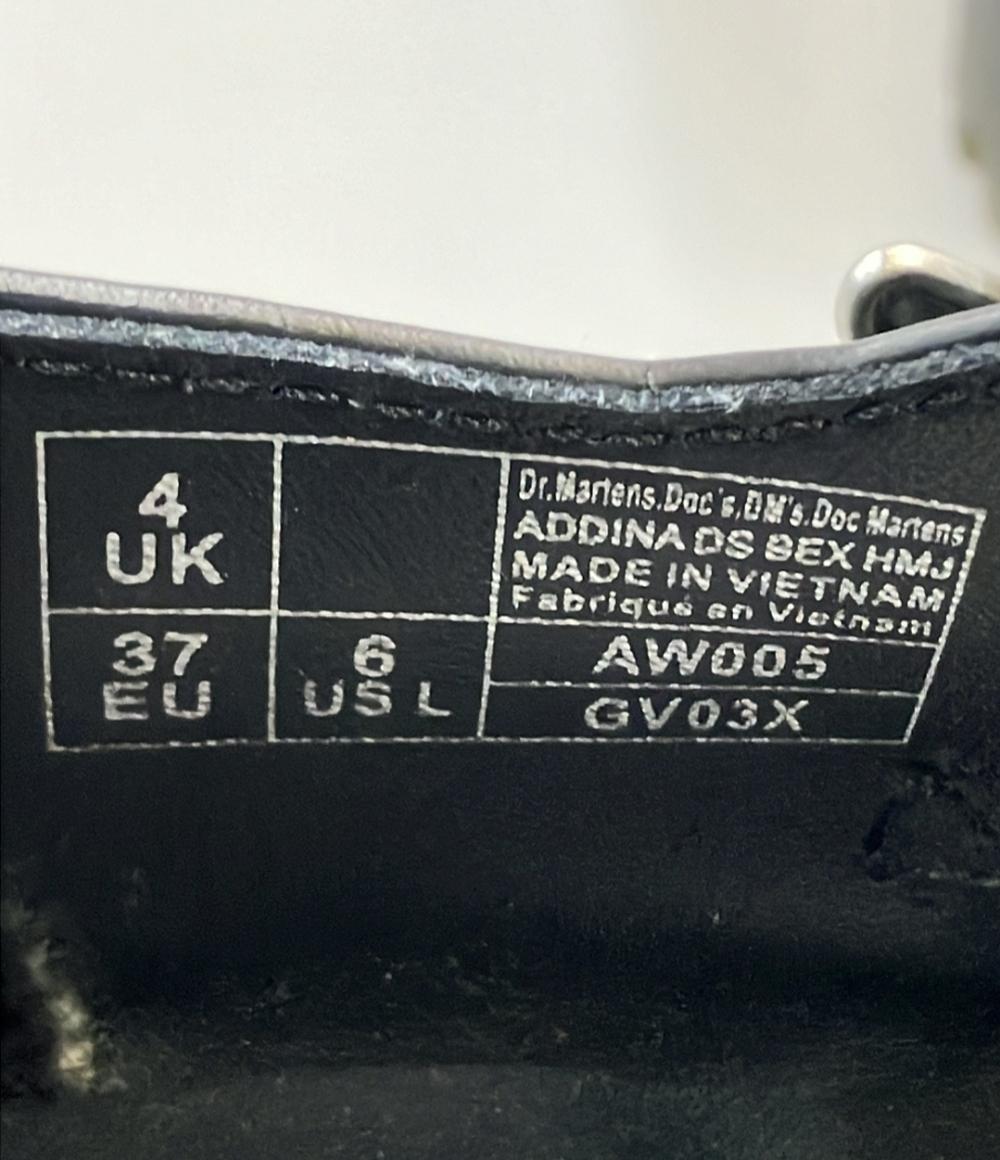 4
UK
37
EU
6
US L
Dr.Martens.Doc's.DM's.Doc Martens
ADDINA DS BEX HMJ
MADE IN VIETNAM
Fabriqué en Vietnam
AW005
GV03X